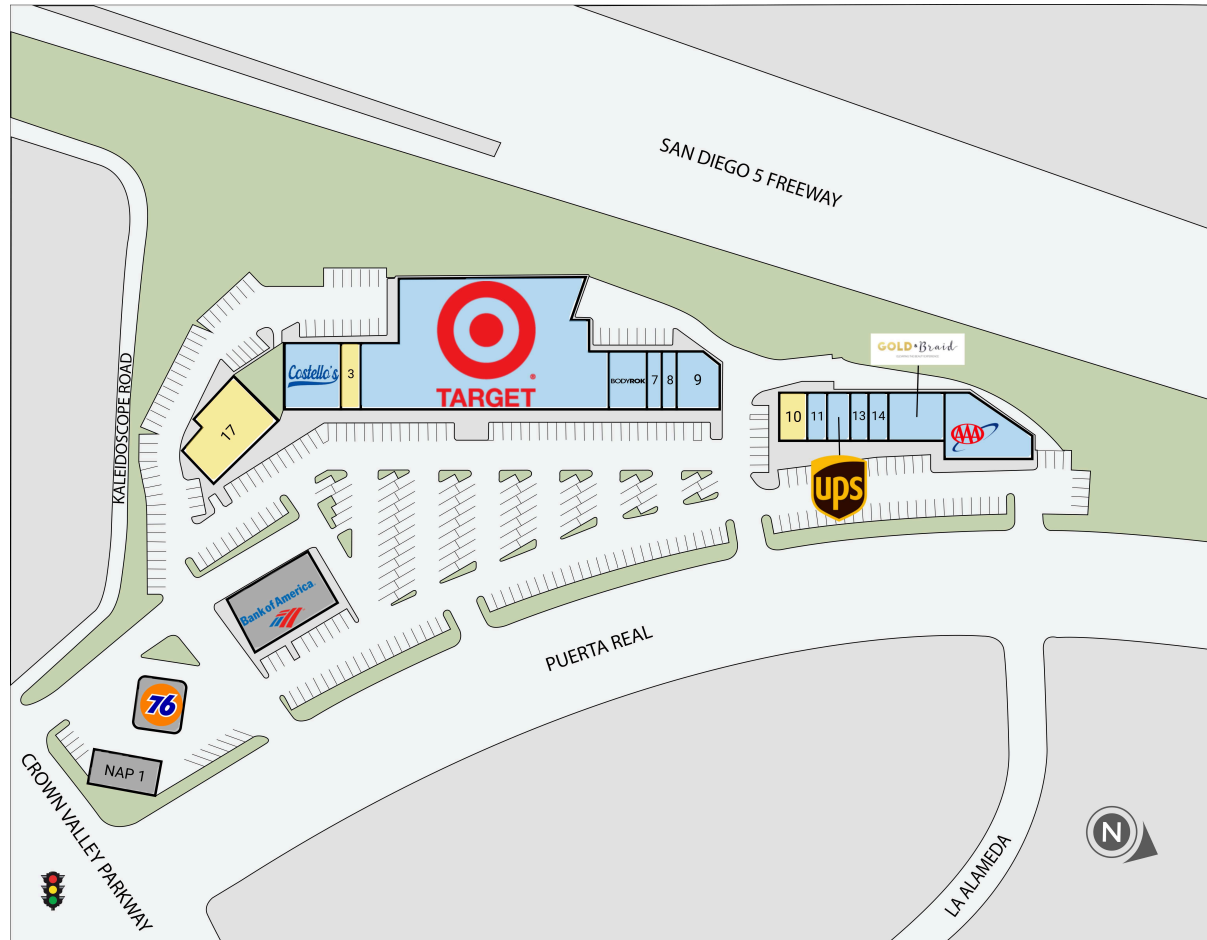 SAN DIEGO 5 FREEWAY
KALEIDOSCOPE ROAD
Costello's
3
TARGET
BODYROK
7
8
9
17
GOLD Braid
10
11
13
14
AAA
ups
Bank of America
PUERTA REAL
76
NAP 1
CROWN VALLEY PARKWAY
LA ALAMEDA
N